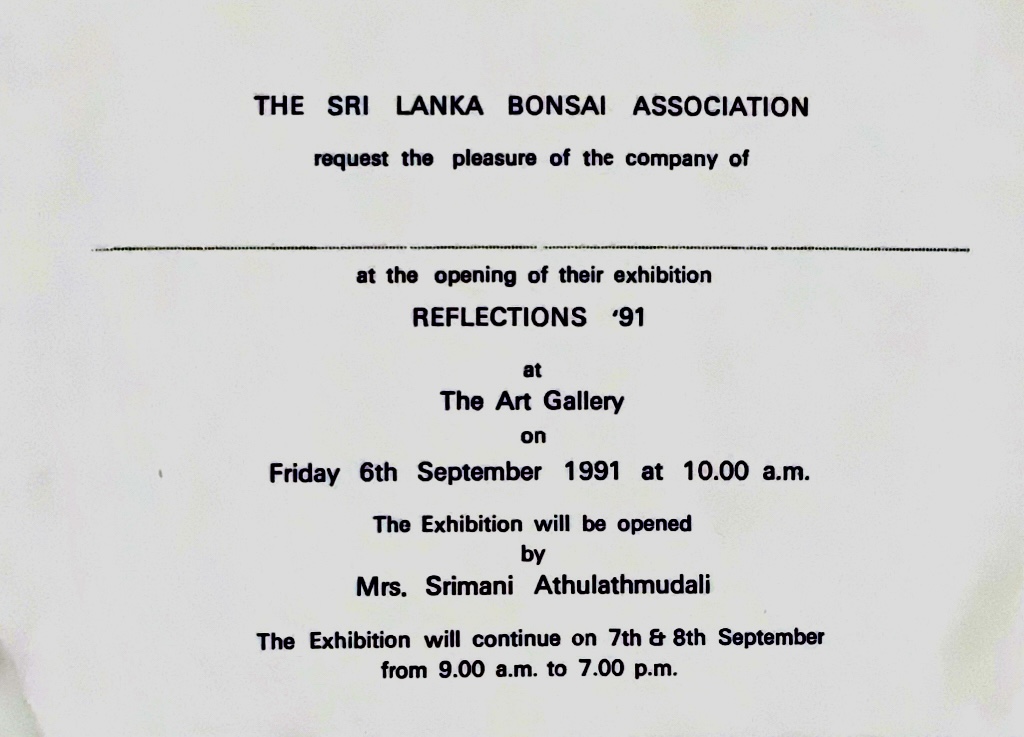 THE SRI LANKA BONSAI ASSOCIATION
request the pleasure of the company of
at the opening of their exhibition
REFLECTIONS '91
at
The Art Gallery
on
Friday 6th September 1991 at 10.00 a.m.
The Exhibition will be opened
by
Mrs. Srimani Athulathmudali
The Exhibition will continue on 7th & 8th September
from 9.00 a.m. to 7.00 p.m.